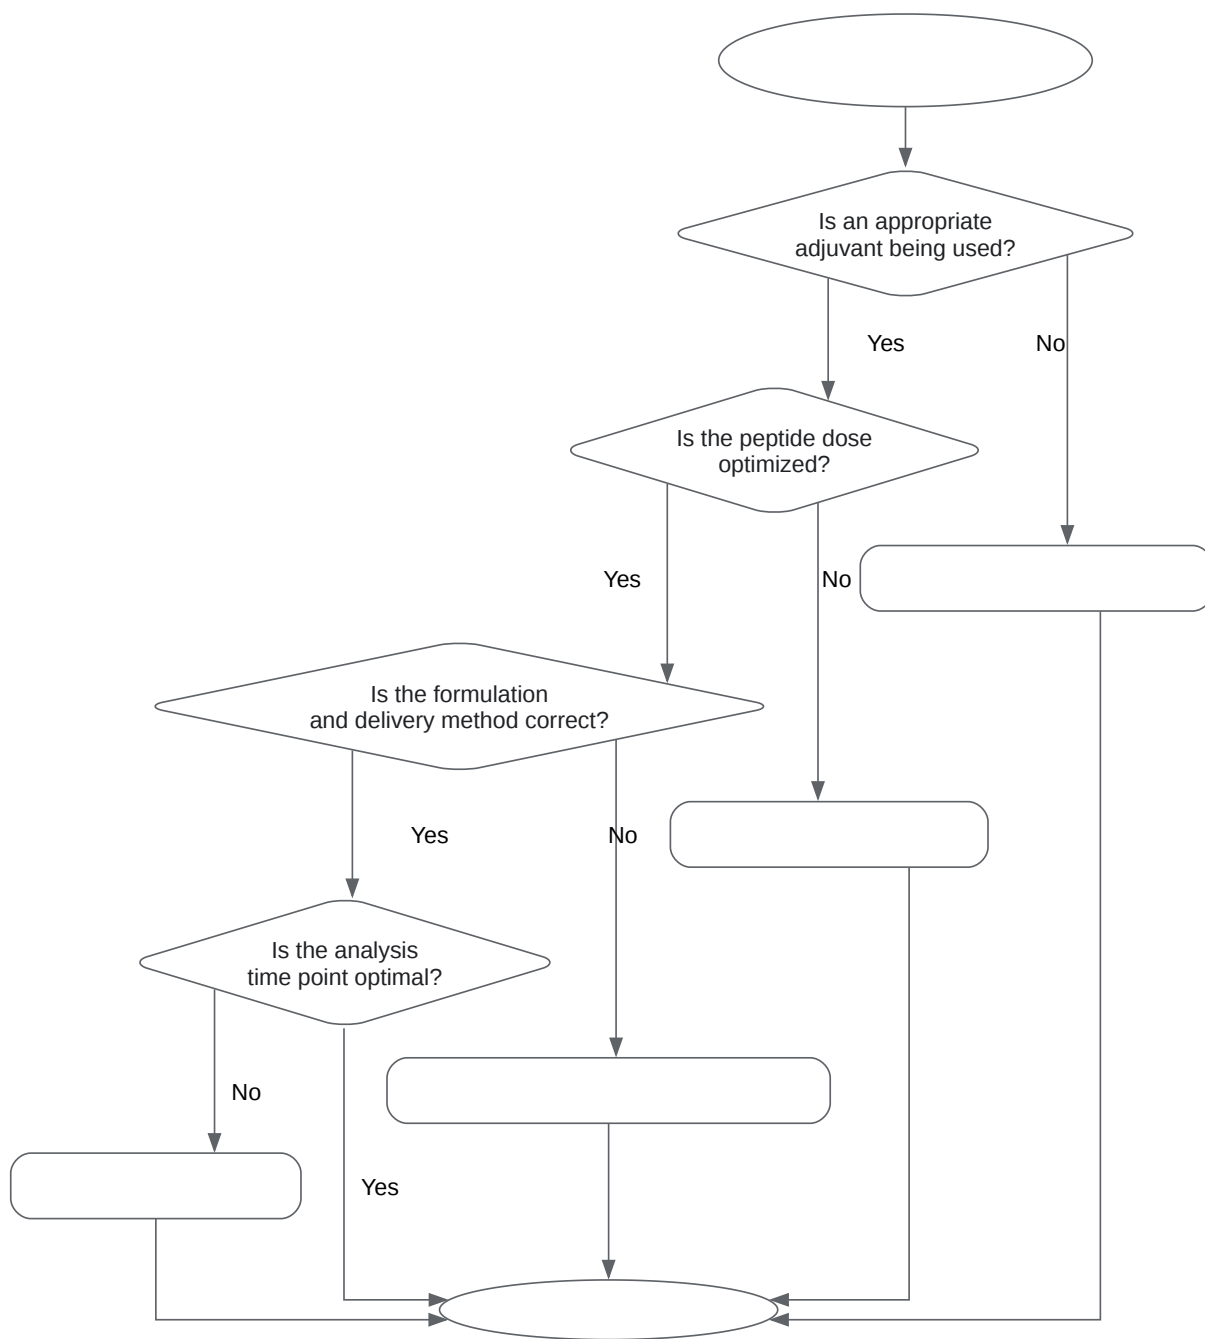 Is an appropriate
adjuvant being used?
Yes
No
Is the peptide dose
optimized?
Yes
No
Is the formulation
and delivery method correct?
Yes
No
Is the analysis
time point optimal?
No
Yes